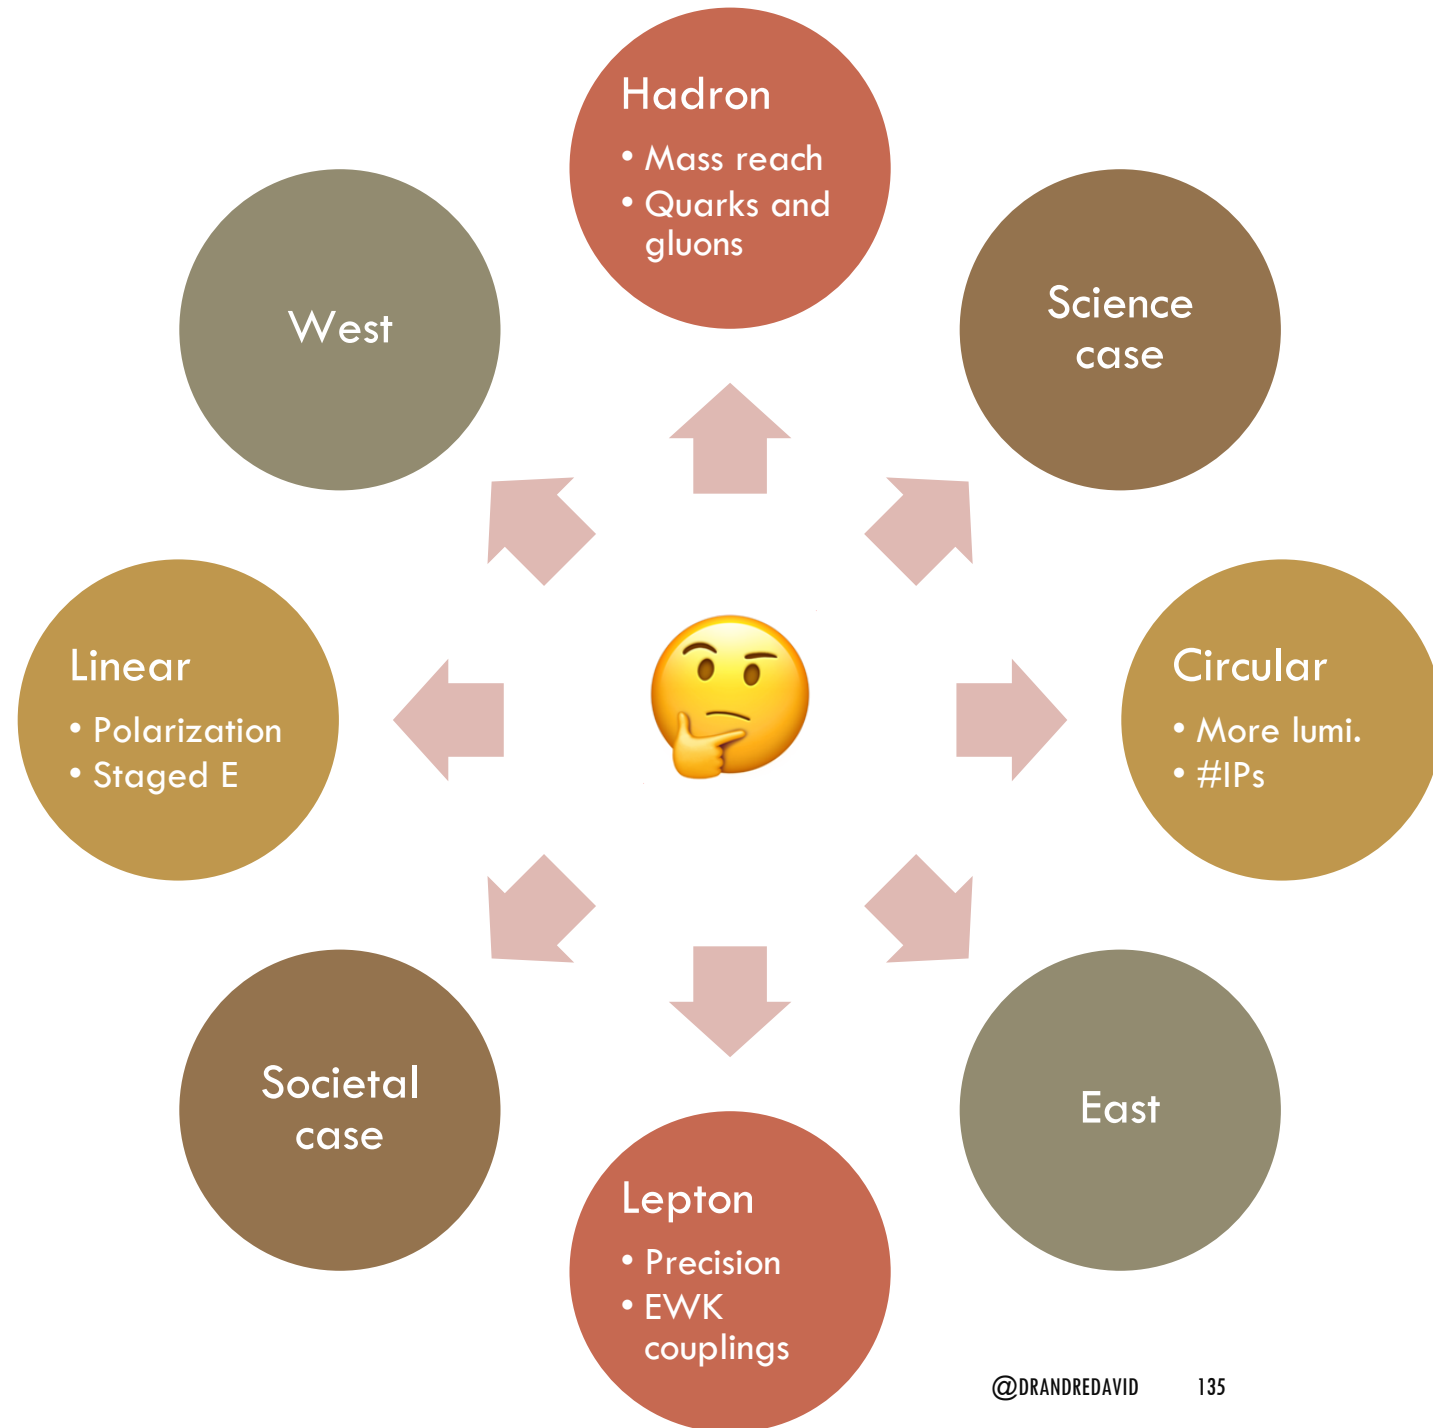 Hadron
• Mass reach
• Quarks and
gluons
West
Science
case
Linear
• Polarization
• Staged E
Circular
• More lumi.
• #IPs
Societal
case
East
Lepton
• Precision
• EWK
couplings
@DRANDREDAVID 135